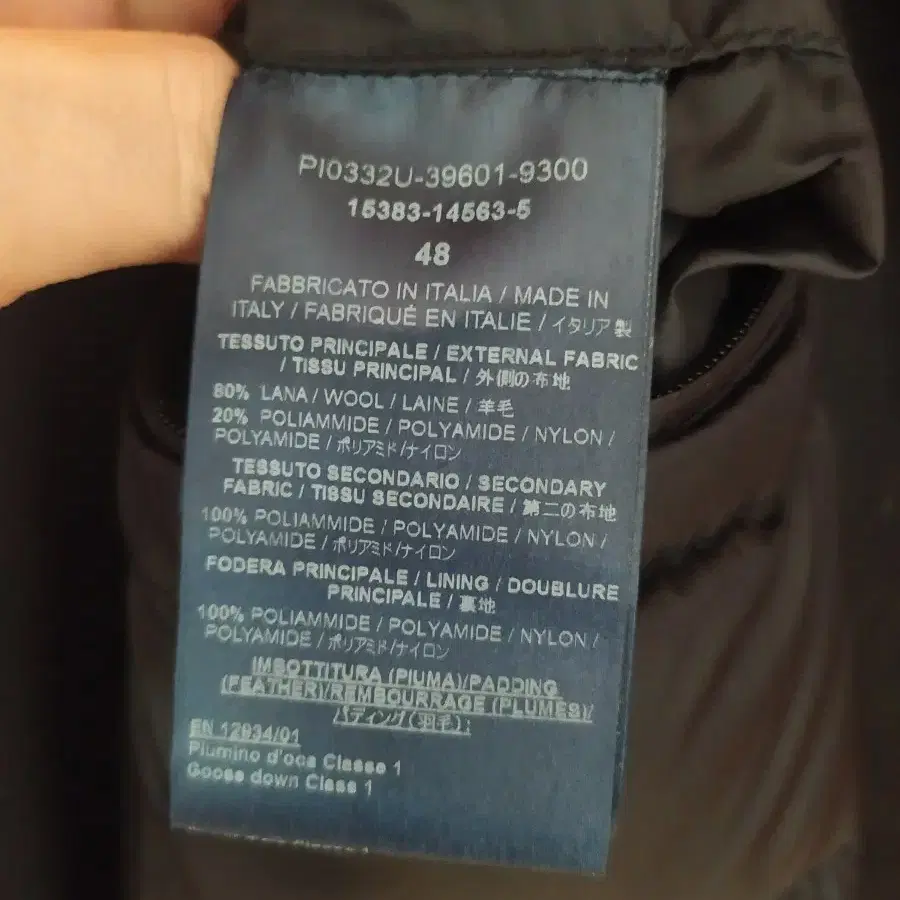 PI0332U-39601-9300
15383-14563-5
48
FABBRICATO IN ITALIA / MADE IN
ITALY / FABRIQUÉ EN ITALIE / イタリア製
TESSUTO PRINCIPALE / EXTERNAL FABRIC
/ TISSU PRINCIPAL / 外側の布地
80% LANA / WOOL / LAINE / 羊毛
20% POLIAMMIDE / POLYAMIDE / NYLON /
POLYAMIDE / ポリアミド/ナイロン
TESSUTO SECONDARIO / SECONDARY
FABRIC / TISSU SECONDAIRE / 第二の布地
100% POLIAMMIDE / POLYAMIDE / NYLON /
POLYAMIDE / ポリアミド/ナイロン
FODERA PRINCIPALE / LINING / DOUBLURE
PRINCIPALE / 裏地
100% POLIAMMIDE / POLYAMIDE / NYLON /
POLYAMIDE / ポリアミド/ナイロン
IMBOTTITURA (PIUMA)/PADDING
(FEATHER)/REMBOURRAGE (PLUMES)/
パディング(羽毛):
EN 12934/01
Piumino d'oca Classe 1
Goose down Class 1
Classe 1